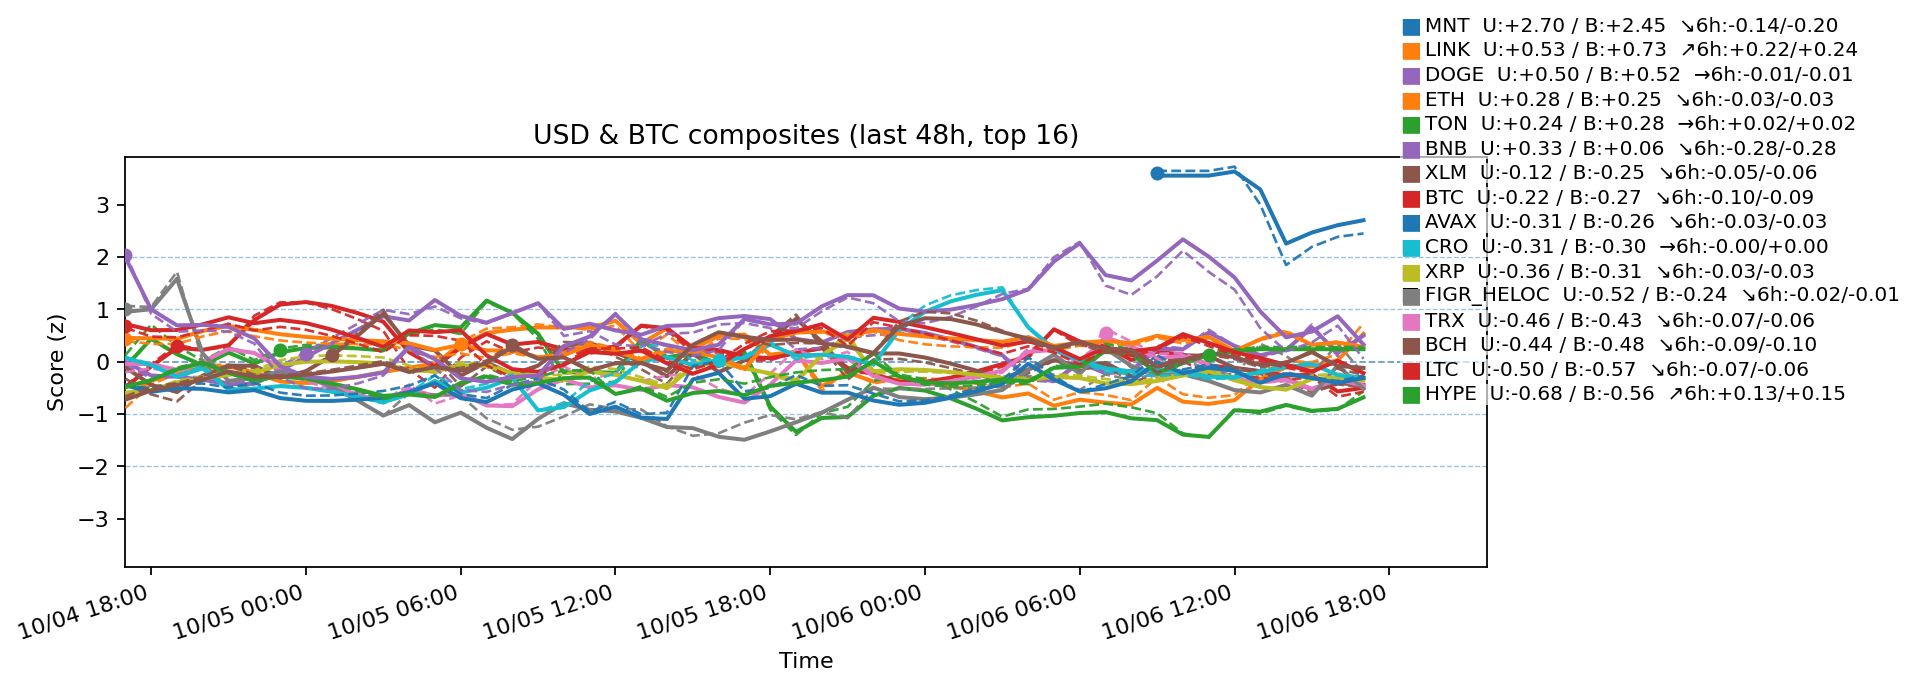 MNT U:+2.70 / B:+2.45 ↘6h:-0.14/-0.20
LINK U:+0.53 / B:+0.73 ↗6h:+0.22/+0.24
DOGE U:+0.50 / B:+0.52 →6h:-0.01/-0.01
ETH U:+0.28 / B:+0.25 ↘6h:-0.03/-0.03
TON U:+0.24 / B:+0.28 →6h:+0.02/+0.02
BNB U:+0.33 / B:+0.06 ↘6h:-0.28/-0.28
XLM U:-0.12 / B:-0.25 ↘6h:-0.05/-0.06
BTC U:-0.22 / B:-0.27 ↘6h:-0.10/-0.09
AVAX U:-0.31 / B:-0.26 ↘6h:-0.03/-0.03
CRO U:-0.31 / B:-0.30 →6h:-0.00/+0.00
XRP U:-0.36 / B:-0.31 ↘6h:-0.03/-0.03
FIGR_HELOC U:-0.52 / B:-0.24 ↘6h:-0.02/-0.01
TRX U:-0.46 / B:-0.43 ↘6h:-0.07/-0.06
BCH U:-0.44 / B:-0.48 ↘6h:-0.09/-0.10
LTC U:-0.50 / B:-0.57 ↘6h:-0.07/-0.06
HYPE U:-0.68 / B:-0.56 ↗6h:+0.13/+0.15
USD & BTC composites (last 48h, top 16)
Score (z)
3
2
1
0
−1
−2
−3
10/04 18:00
10/05 00:00
10/05 06:00
10/05 12:00
10/05 18:00
10/06 00:00
10/06 06:00
10/06 12:00
10/06 18:00
Time